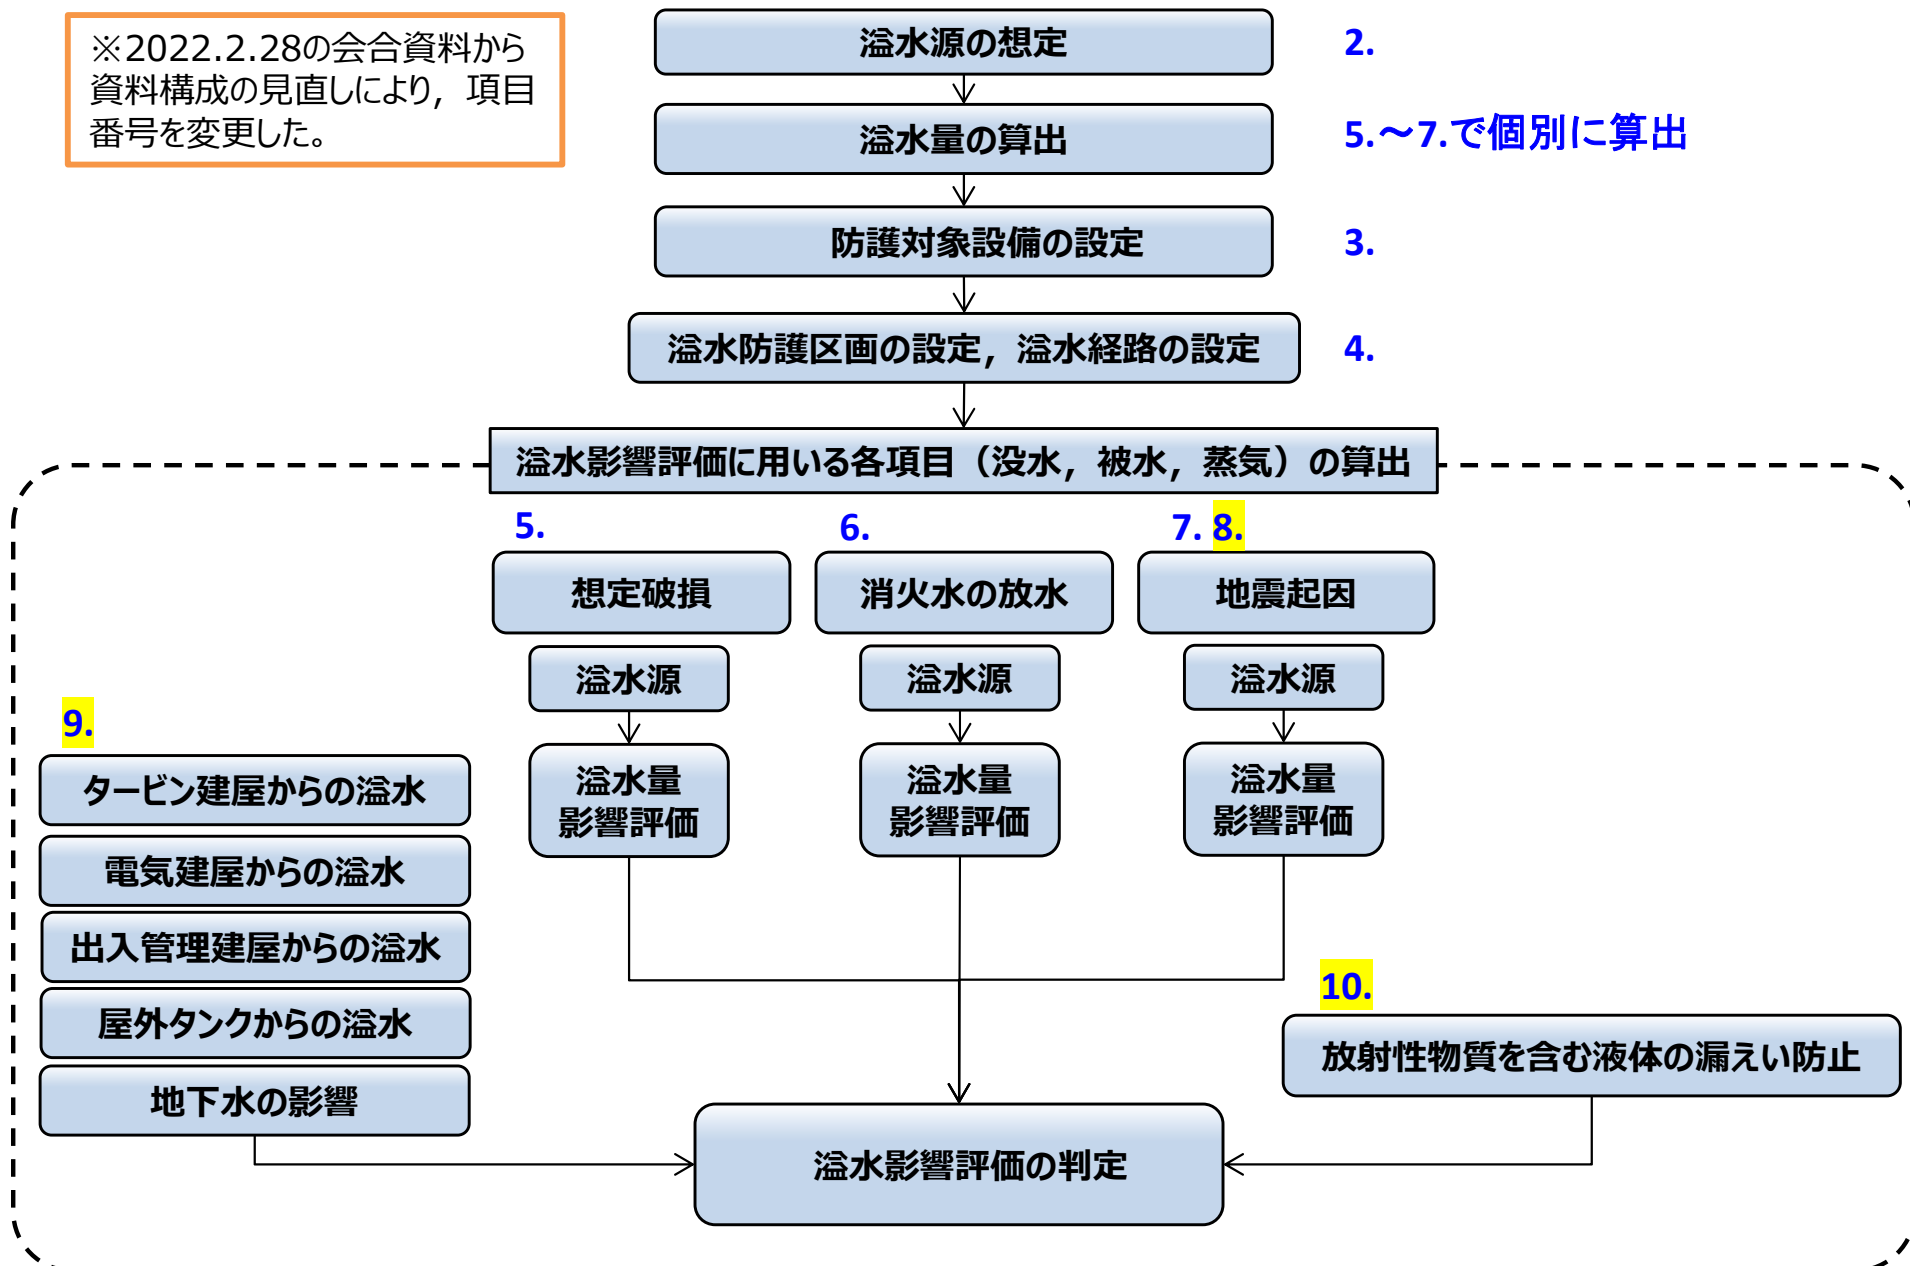 ※2022.2.28の会合資料から
資料構成の見直しにより，項目
番号を変更した。
溢水源の想定
2.
溢水量の算出
5.～7.で個別に算出
防護対象設備の設定
3.
溢水防護区画の設定，溢水経路の設定
4.
溢水影響評価に用いる各項目（没水，被水，蒸気）の算出
5.
6.
7. 8.
想定破損
消火水の放水
地震起因
溢水源
溢水源
溢水源
溢水量
影響評価
溢水量
影響評価
溢水量
影響評価
9.
タービン建屋からの溢水
電気建屋からの溢水
出入管理建屋からの溢水
屋外タンクからの溢水
地下水の影響
10.
放射性物質を含む液体の漏えい防止
溢水影響評価の判定